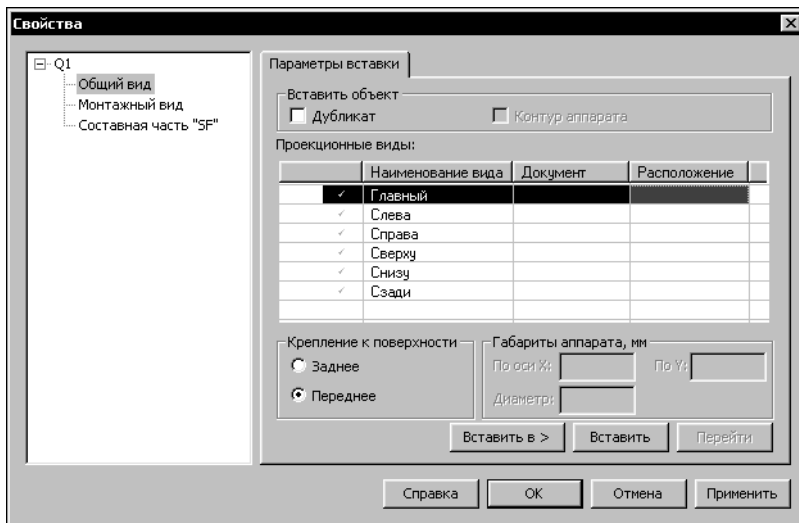 Свойства
Q1
Общий вид
Монтажный вид
Составная часть "SF"
Параметры вставки
Вставить объект
Дубликат Контур аппарата
Проекционные виды:
Наименование вида Документ Расположение
Главный
Слева
Справа
Сверху
Снизу
Сзади
Крепление к поверхности
Заднее
Переднее
Габариты аппарата, мм
По оси X: По Y:
Диаметр:
Вставить в > Вставить Перейти
Справка OK Отмена Применить